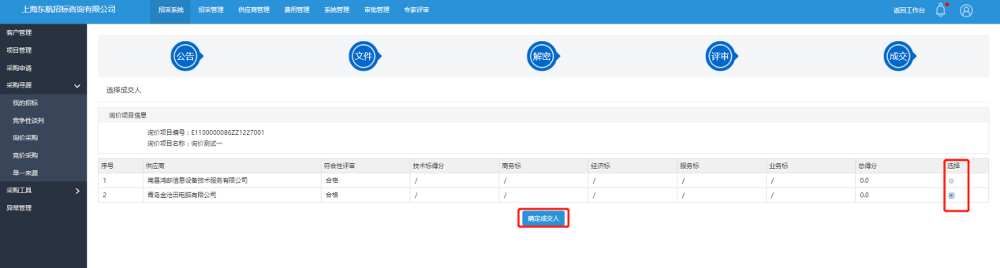 上海东航招标咨询有限公司 招采系统 招采管理 供应商管理 费用管理 系统管理 审批管理 专家评审 返回工作台
客户管理
项目管理
采购申请
采购寻源
我的招标
竞争性谈判
询价采购
竞价采购
单一来源
采购工具
异常管理
公告 文件 解密 评审 成交
选择成交人
询价项目信息
询价项目编号：E1100000086ZZ1227001
询价项目名称：询价测试一
序号 供应商 符合性评审 技术标得分 商务标 经济标 服务标 业务标 总得分 选择
1 南昌鸿邮信息设备技术服务有限公司 合格 / / / / / 0.0
2 青岛金沧田电脑有限公司 合格 / / / / / 0.0
确定成交人